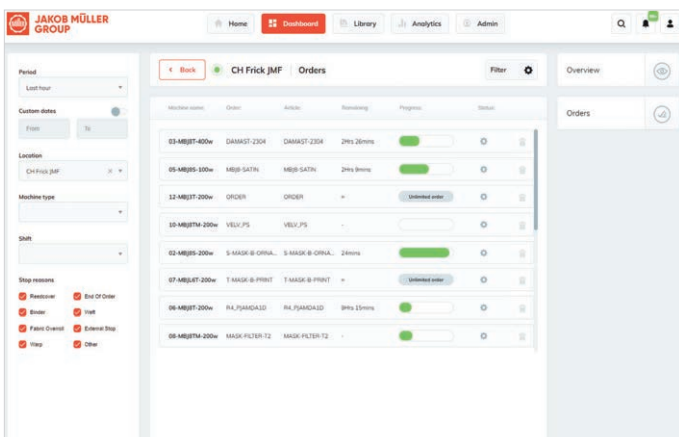 JAKOB MÜLLER
GROUP
Home
Dashboard
Library
Analytics
Admin
Period
Last hour
Custom dates
From
To
Location
CH Frick JMF
Machine type
Shift
Stop reasons
Reedcover
End Of Order
Binder
Weft
Fabric Overroll
External Stop
Warp
Other
Back
CH Frick JMF
Orders
Filter
Machine name
Order
Article
Remaining
Progress
Status
03-MBJ8T-400w DAMAST-2304 DAMAST-2304 2Hrs 26mins
05-MBJ8S-100w MBJ8-SATIN MBJ8-SATIN 2Hrs 9mins
12-MBJ3T-200w ORDER ORDER ∞ Unlimited order
10-MBJ8TM-200w VELV_PS VELV_PS -
02-MBJ8S-200w S-MASK-B-ORNA... S-MASK-B-ORNA... 24mins
07-MBJL6T-200w T-MASK-B-PRINT T-MASK-B-PRINT ∞ Unlimited order
06-MBJ8T-200w R4_PJAMDA1D R4_PJAMDA1D 9Hrs 15mins
08-MBJ8TM-200w MASK-FILTER-T2 MASK-FILTER-T2 -
Overview
Orders